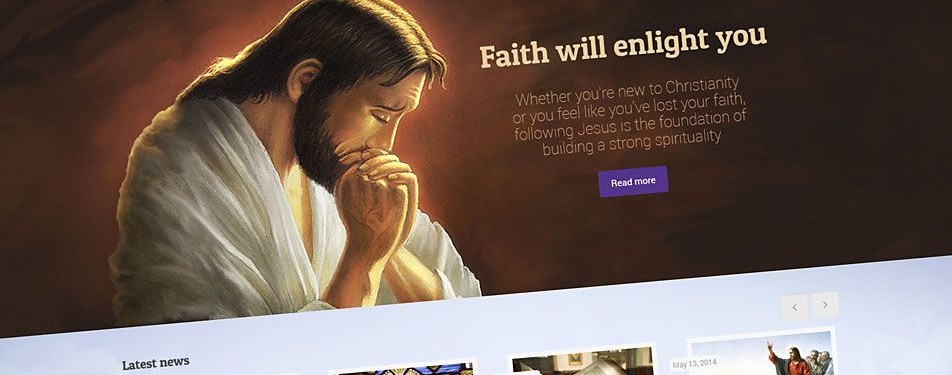 Faith will enlight you
Whether you're new to Christianity
or you feel like you've lost your faith,
following Jesus is the foundation of
building a strong spirituality
Read more
Latest news
May 13, 2014